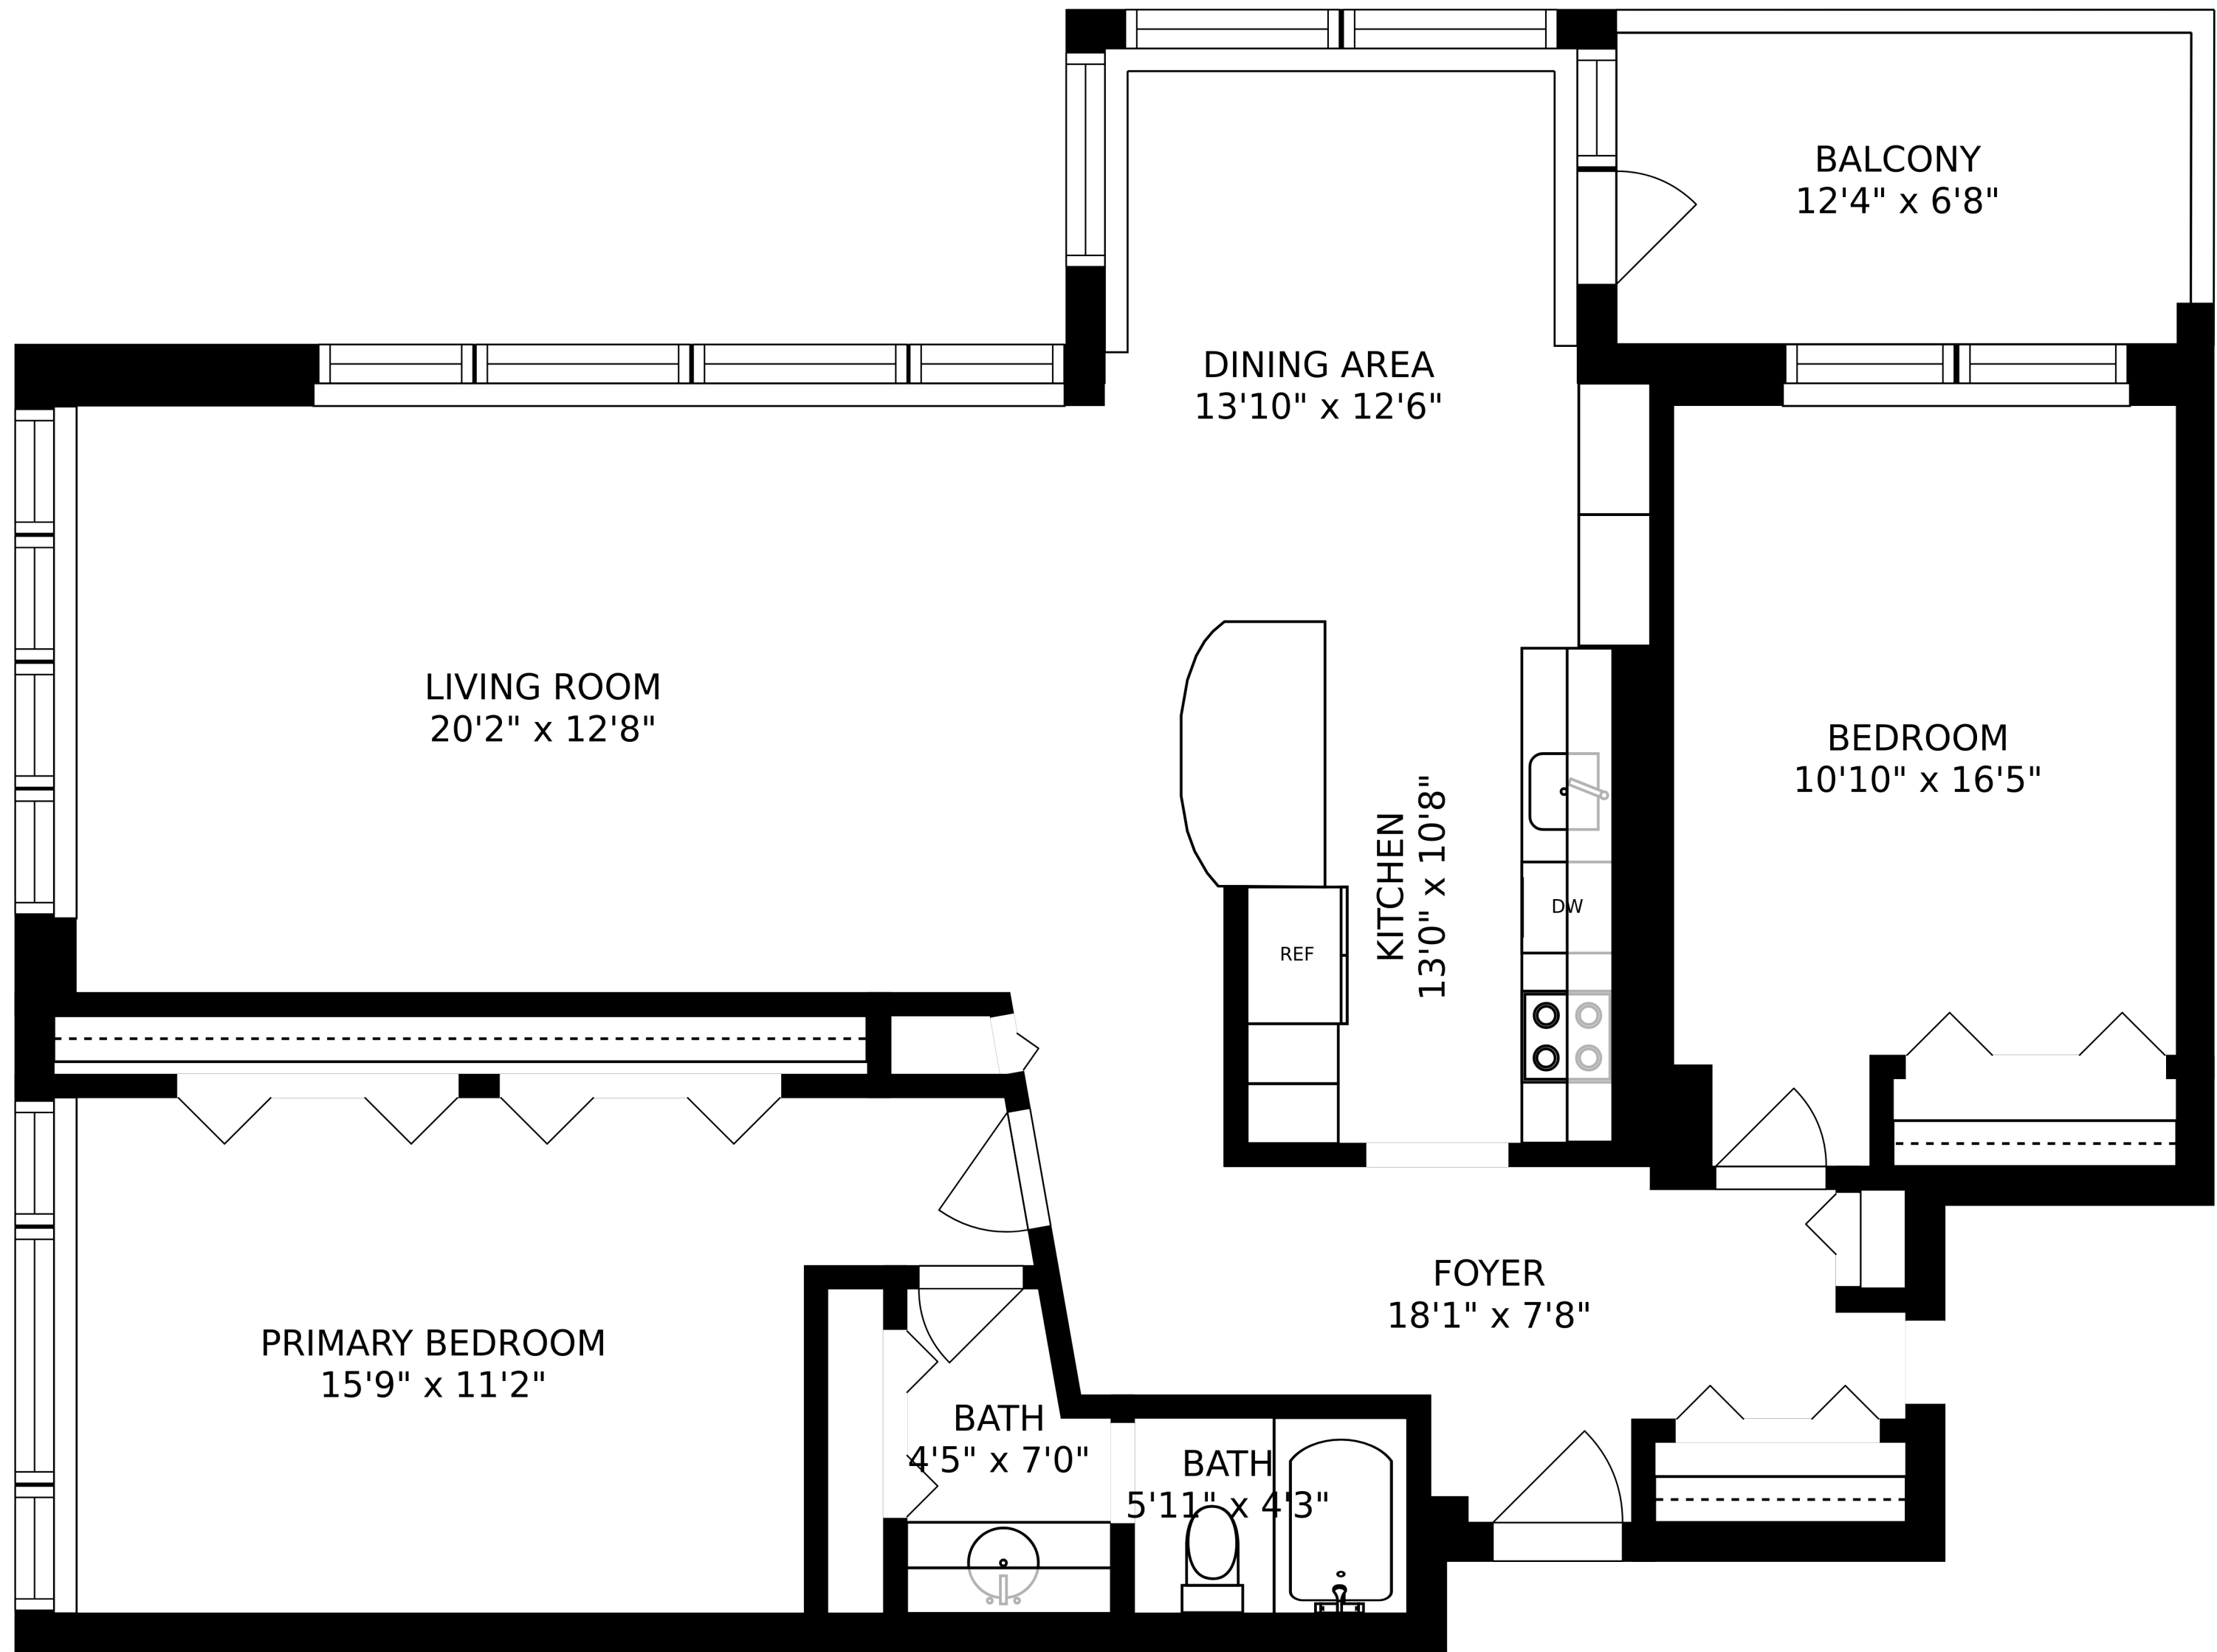 BALCONY
12'4" x 6'8"
DINING AREA
13'10" x 12'6"
LIVING ROOM
20'2" x 12'8"
BEDROOM
10'10" x 16'5"
KITCHEN
13'0" x 10'8"
DW
REF
FOYER
18'1" x 7'8"
PRIMARY BEDROOM
15'9" x 11'2"
BATH
4'5" x 7'0"
BATH
5'11" x 4'3"